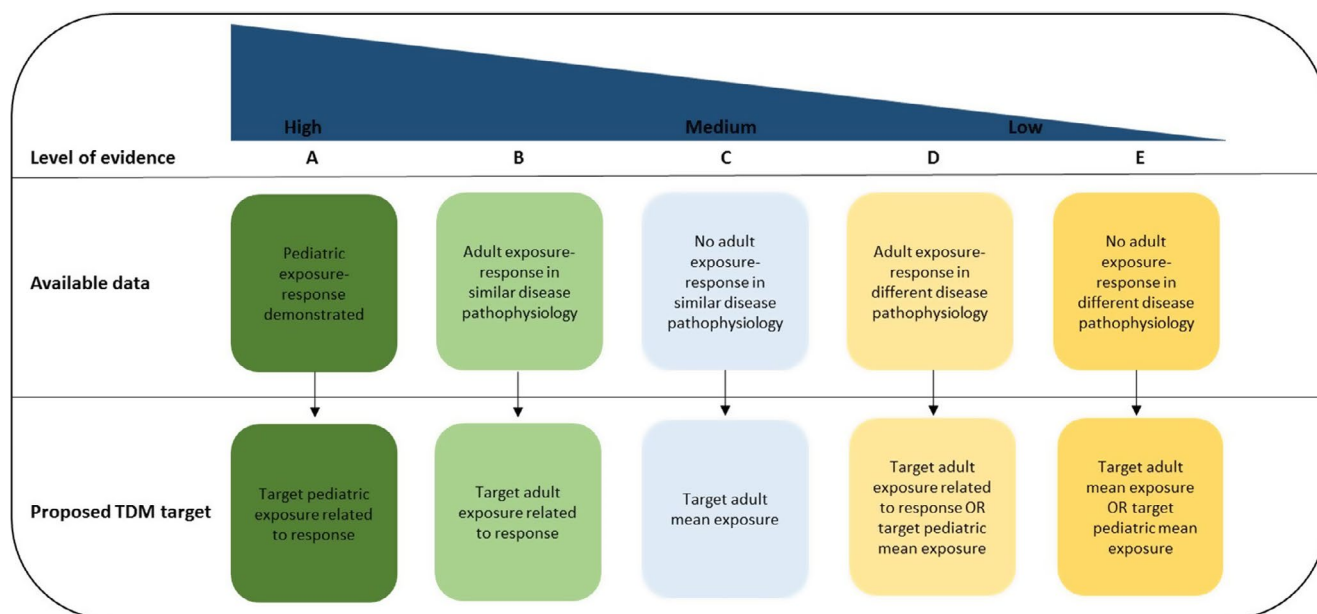 High Medium Low
Level of evidence A B C D E
Available data
Pediatric
exposure-
response
demonstrated
Adult exposure-
response in
similar disease
pathophysiology
No adult
exposure-
response in
similar disease
pathophysiology
Adult exposure-
response in
different disease
pathophysiology
No adult
exposure-
response in
different disease
pathophysiology
Proposed TDM target
Target pediatric
exposure related
to response
Target adult
exposure related
to response
Target adult
mean exposure
Target adult
exposure related
to response OR
target pediatric
mean exposure
Target adult
mean exposure
OR target
pediatric mean
exposure